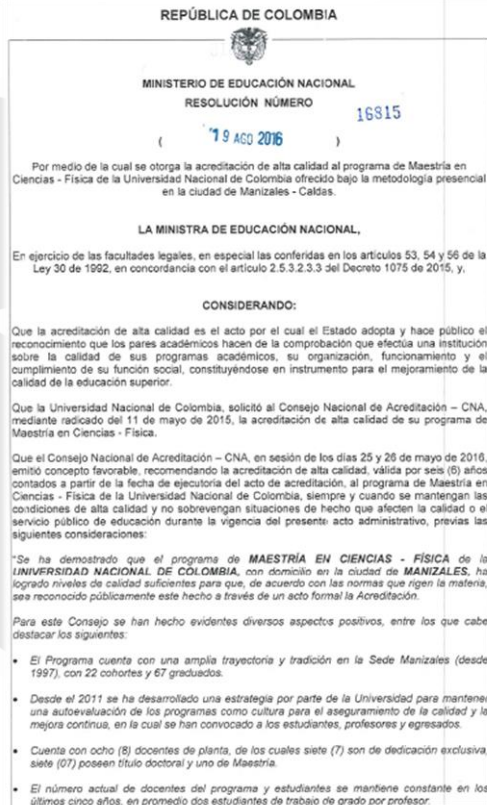 REPÚBLICA DE COLOMBIA
MINISTERIO DE EDUCACIÓN NACIONAL
RESOLUCIÓN NÚMERO
16815
( 19 AGO 2016 )
Por medio de la cual se otorga la acreditación de alta calidad al programa de Maestría en
Ciencias - Física de la Universidad Nacional de Colombia ofrecido bajo la metodología presencial
en la ciudad de Manizales - Caldas.
LA MINISTRA DE EDUCACIÓN NACIONAL,
En ejercicio de las facultades legales, en especial las conferidas en los artículos 53, 54 y 56 de la
Ley 30 de 1992, en concordancia con el artículo 2.5.3.2.3.3 del Decreto 1075 de 2015, y,
CONSIDERANDO:
Que la acreditación de alta calidad es el acto por el cual el Estado adopta y hace público el
reconocimiento que los pares académicos hacen de la comprobación que efectúa una institución
sobre la calidad de sus programas académicos, su organización, funcionamiento y el
cumplimiento de su función social, constituyéndose en instrumento para el mejoramiento de la
calidad de la educación superior.
Que la Universidad Nacional de Colombia, solicitó al Consejo Nacional de Acreditación – CNA,
mediante radicado del 11 de mayo de 2015, la acreditación de alta calidad de su programa de
Maestría en Ciencias - Física.
Que el Consejo Nacional de Acreditación – CNA, en sesión de los días 25 y 26 de mayo de 2016,
emitió concepto favorable, recomendando la acreditación de alta calidad, válida por seis (6) años
contados a partir de la fecha de ejecutoria del acto de acreditación, al programa de Maestría en
Ciencias - Física de la Universidad Nacional de Colombia, siempre y cuando se mantengan las
condiciones de alta calidad y no sobrevengan situaciones de hecho que afecten la calidad o el
servicio público de educación durante la vigencia del presente acto administrativo, previas las
siguientes consideraciones:
"Se ha demostrado que el programa de MAESTRÍA EN CIENCIAS - FÍSICA de la
UNIVERSIDAD NACIONAL DE COLOMBIA, con domicilio en la ciudad de MANIZALES, ha
logrado niveles de calidad suficientes para que, de acuerdo con las normas que rigen la materia,
sea reconocido públicamente este hecho a través de un acto formal la Acreditación.
Para este Consejo se han hecho evidentes diversos aspectos positivos, entre los que cabe
destacar los siguientes:
• El Programa cuenta con una amplia trayectoria y tradición en la Sede Manizales (desde
1997), con 22 cohortes y 67 graduados.
• Desde el 2011 se ha desarrollado una estrategia por parte de la Universidad para mantener
una autoevaluación de los programas como cultura para el aseguramiento de la calidad y la
mejora continua, en la cual se han convocado a los estudiantes, profesores y egresados.
• Cuenta con ocho (8) docentes de planta, de los cuales siete (7) son de dedicación exclusiva,
siete (07) poseen título doctoral y uno de Maestría.
• El número actual de docentes del programa y estudiantes se mantiene constante en los
últimos cinco años, en promedio dos estudiantes de trabajo de grado por profesor.